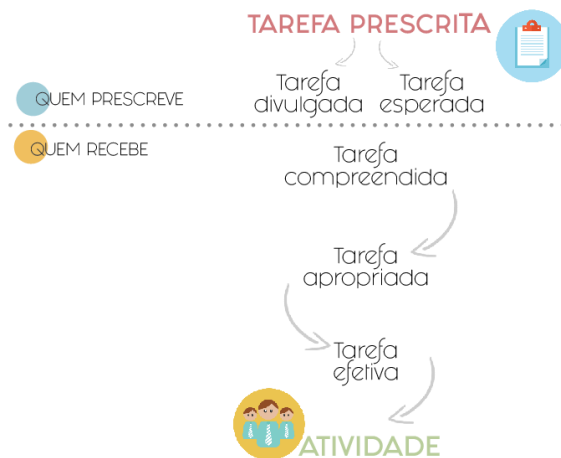 TAREFA PRESCRITA
Tarefa divulgada
Tarefa esperada
QUEM PRESCREVE
QUEM RECEBE
Tarefa
compreendida
Tarefa
apropriada
Tarefa
efetiva
ATIVIDADE